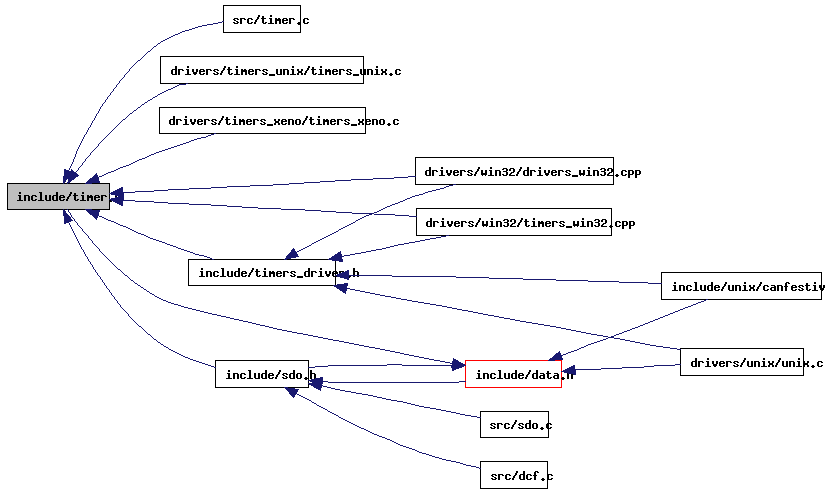 src/timer.c
drivers/timers_unix/timers_unix.c
drivers/timers_xeno/timers_xeno.c
drivers/win32/drivers_win32.cpp
include/timer
drivers/win32/timers_win32.cpp
include/timers_driver.h
include/unix/canfestiv
drivers/unix/unix.c
include/sdo.h
include/data.h
src/sdo.c
src/dcf.c